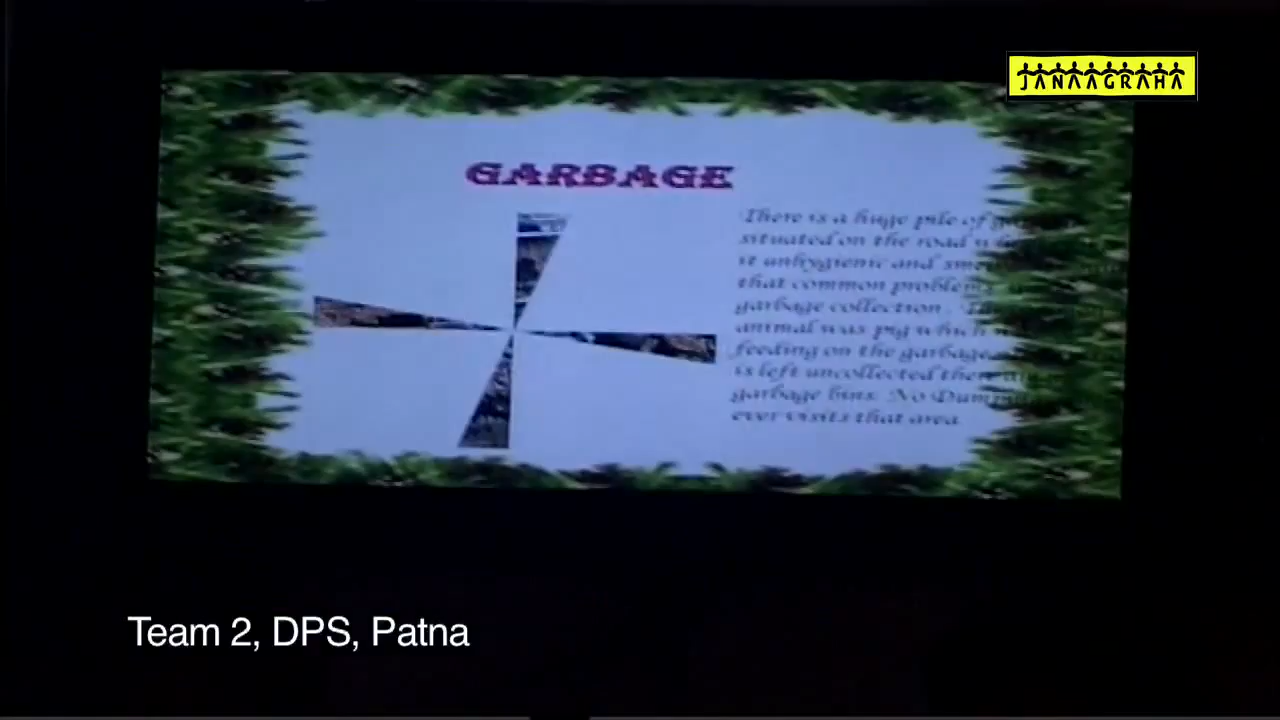 JANAAGRAHA
GARBAGE
There is a huge pile of
situated on the road
it unhygienic and
that common problems
garbage collection.
animal was pig which
feeding on the garbage
is left uncollected
garbage bins. No
ever visits that area.
Team 2, DPS, Patna